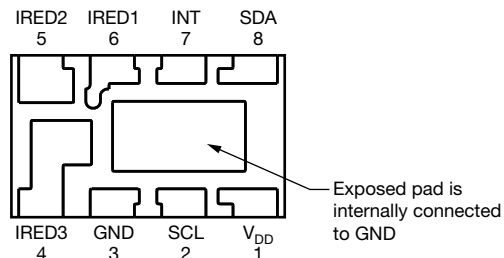 IRED2 IRED1 INT SDA
5 6 7 8
Exposed pad is
internally connected
to GND
IRED3 GND SCL VDD
4 3 2 1